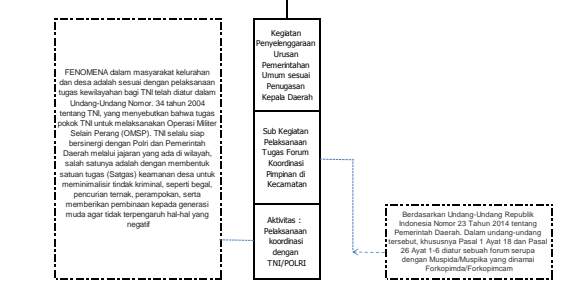 Kegiatan
Penyelenggaraan
Urusan
Pemerintahan
Umum sesuai
Penugasan
Kepala Daerah
FENOMENA dalam masyarakat kelurahan
dan desa adalah sesuai dengan pelaksanaan
tugas kewilayahan bagi TNI telah diatur dalam
Undang-Undang Nomor. 34 tahun 2004
tentang TNI, yang menyebutkan bahwa tugas
pokok TNI untuk melaksanakan Operasi Militer
Selain Perang (OMSP). TNI selalu siap
bersinergi dengan Polri dan Pemerintah
Daerah melalui jajaran yang ada di wilayah,
salah satunya adalah dengan membentuk
satuan tugas (Satgas) keamanan desa untuk
meminimalisir tindak kriminal, seperti begal,
pencurian ternak, perampokan, serta
memberikan pembinaan kepada generasi
muda agar tidak terpengaruh hal-hal yang
negatif
Sub Kegiatan
Pelaksanaan
Tugas Forum
Koordinasi
Pimpinan di
Kecamatan
Aktivitas :
Pelaksanaan
koordinasi
dengan
TNI/POLRI
Berdasarkan Undang-Undang Republik
Indonesia Nomor 23 Tahun 2014 tentang
Pemerintah Daerah. Dalam undang-undang
tersebut, khususnya Pasal 1 Ayat 18 dan Pasal
26 Ayat 1-6 diatur sebuah forum serupa
dengan Muspida/Muspika yang dinamai
Forkopimda/Forkopimcam